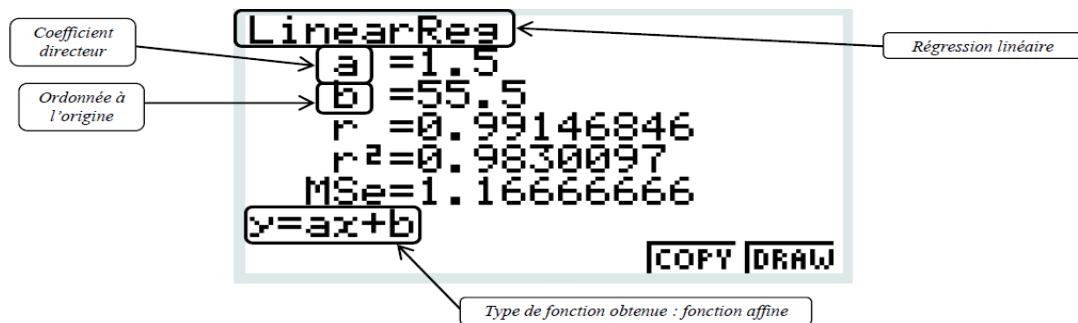 Coefficient
directeur
Ordonnée à
l'origine
LinearReg
a =1.5
b =55.5
r =0.99146846
r²=0.9830097
MSe=1.16666666
y=ax+b
COPY DRAW
Régression linéaire
Type de fonction obtenue : fonction affine